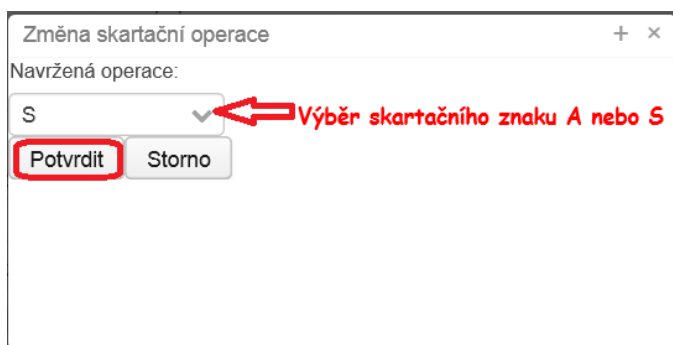 Změna skartační operace
Navržená operace:
S
Výběr skartačního znaku A nebo S
Potvrdit Storno